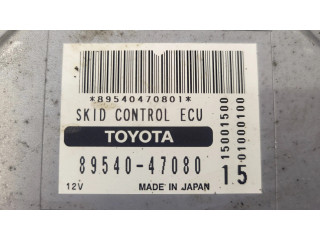 *89540470801*
SKID CONTROL ECU
TOYOTA
89540-47080
12V
MADE IN JAPAN
15
15001500
01000100